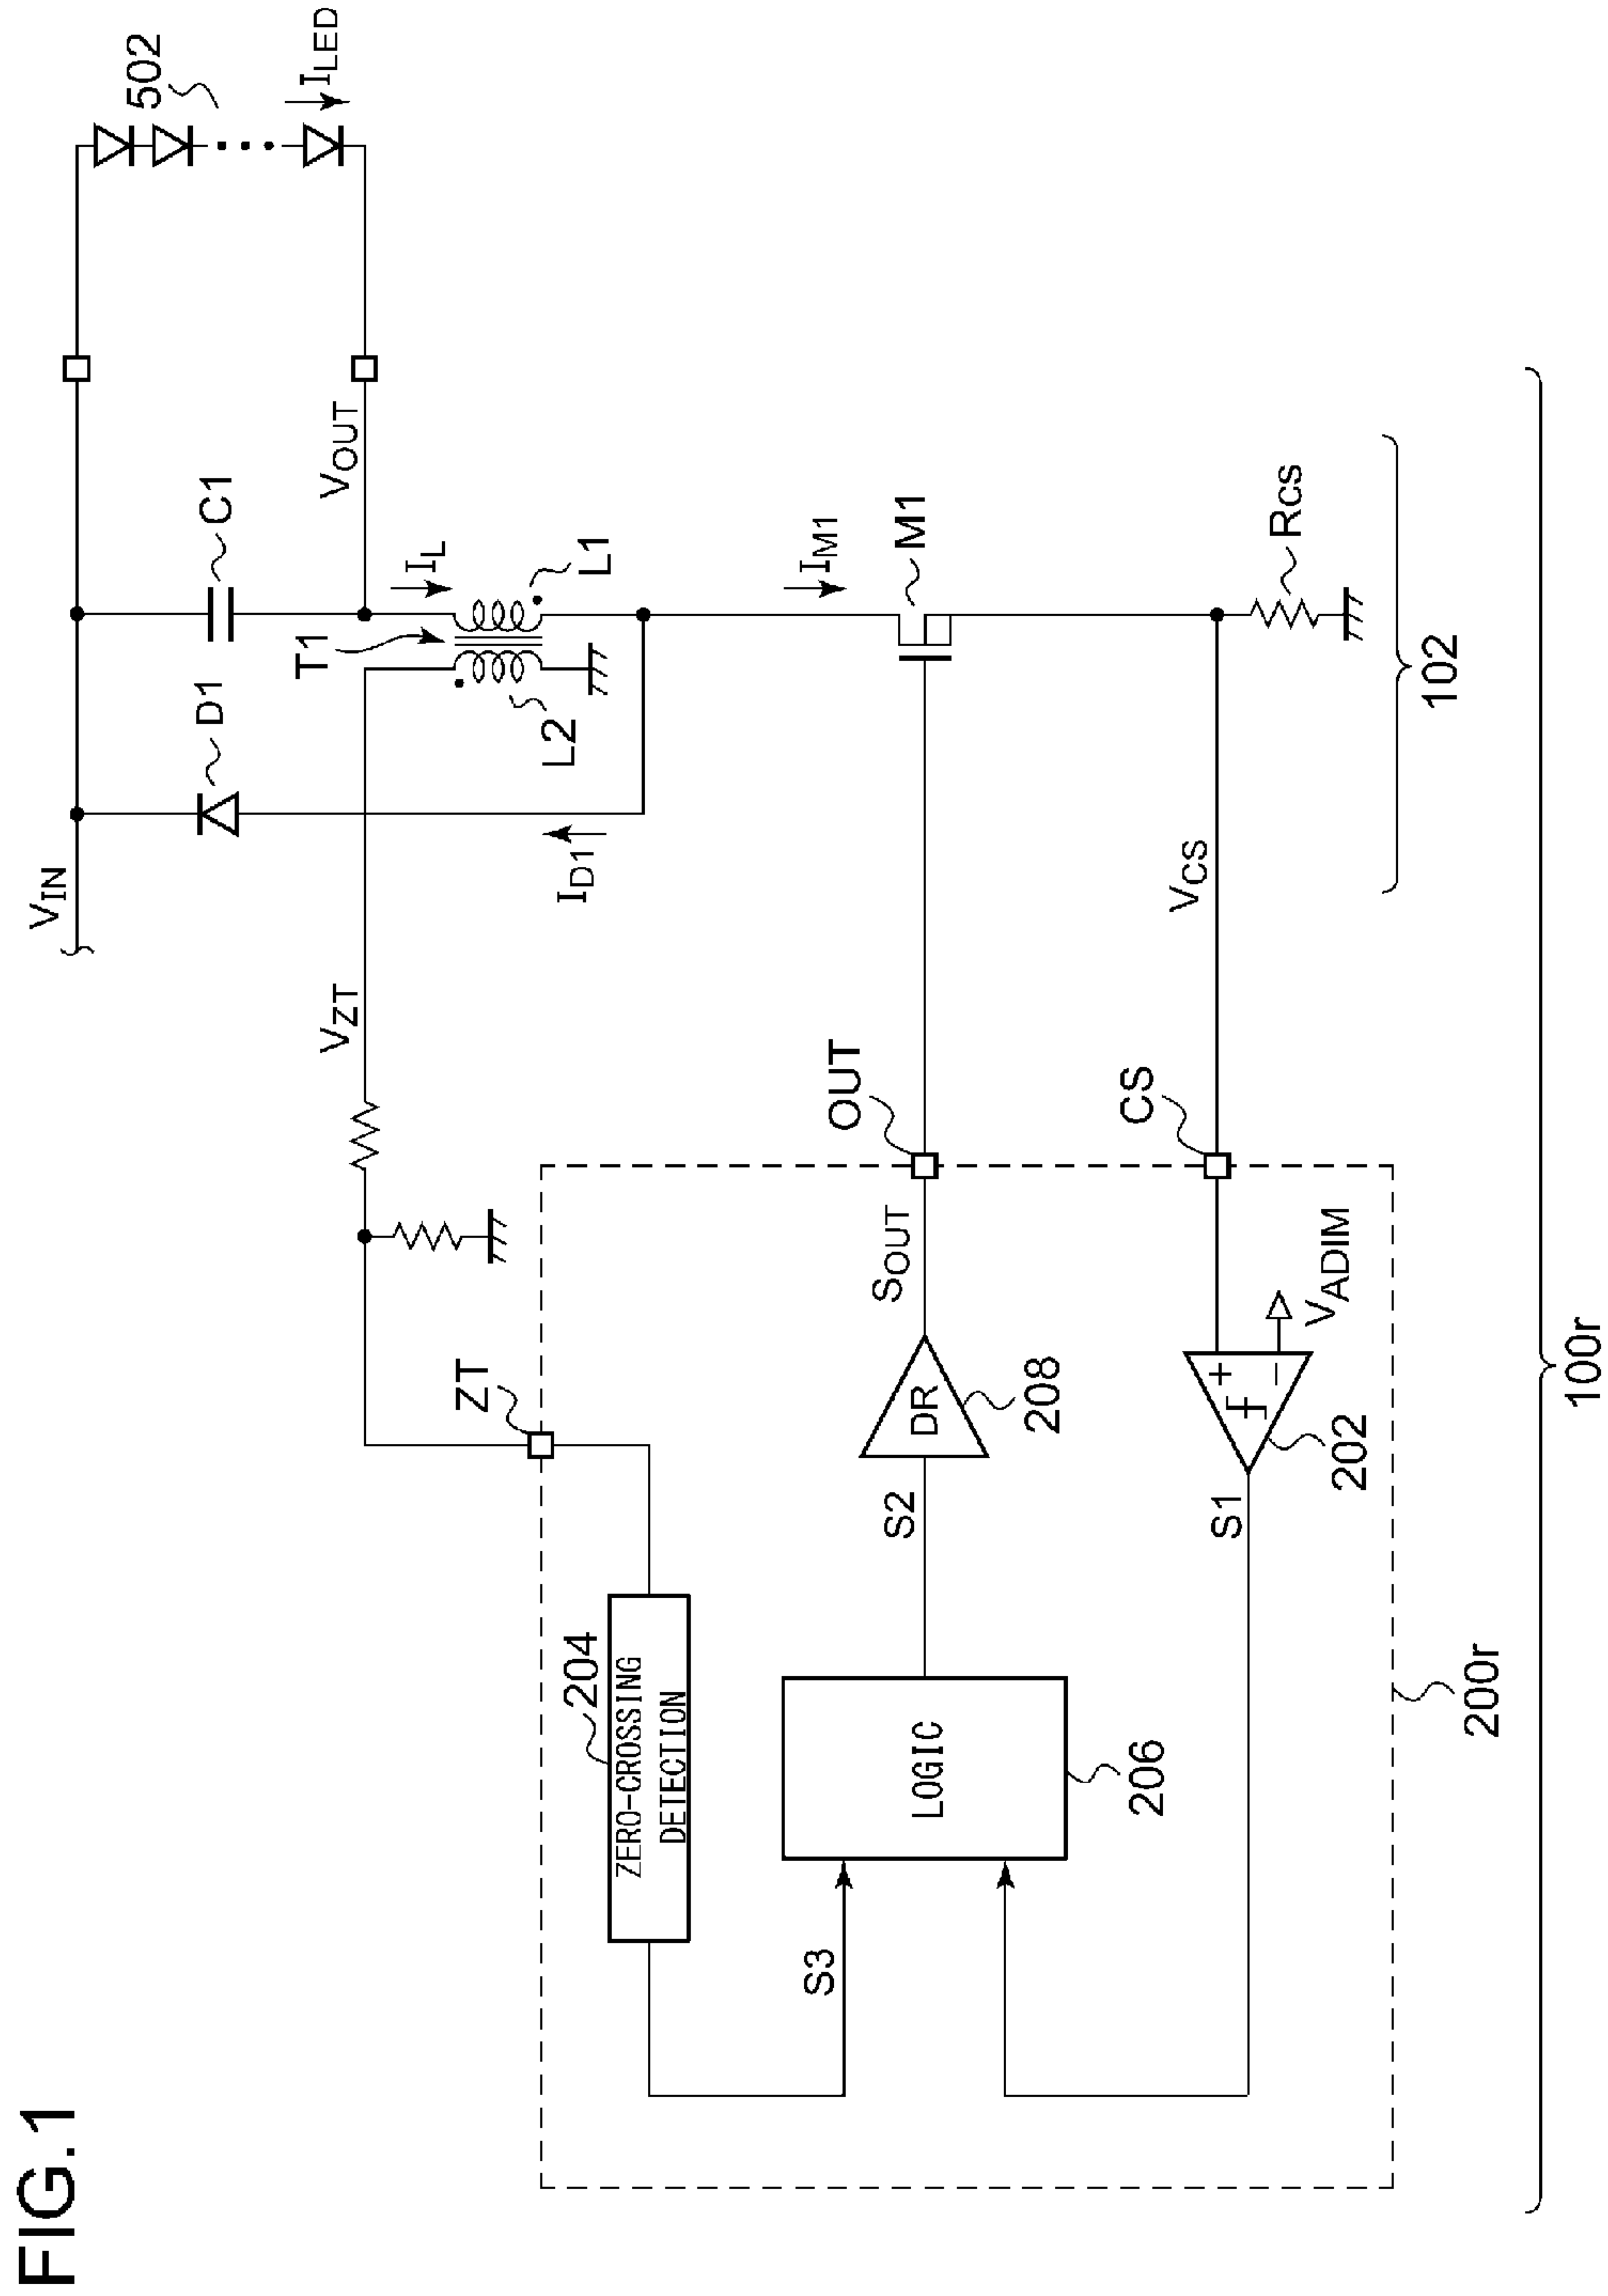 FIG.1
V_IN
D1
C1
502
I_LED
V_OUT
T1
I_L
L1
L2
I_D1
V_ZT
I_M1
M1
Rcs
V_CS
102
ZT
OUT
CS
S_OUT
DR
208
S2
V_ADIM
+
−
202
S1
204
ZERO-CROSSING
DETECTION
LOGIC
206
S3
200r
100r